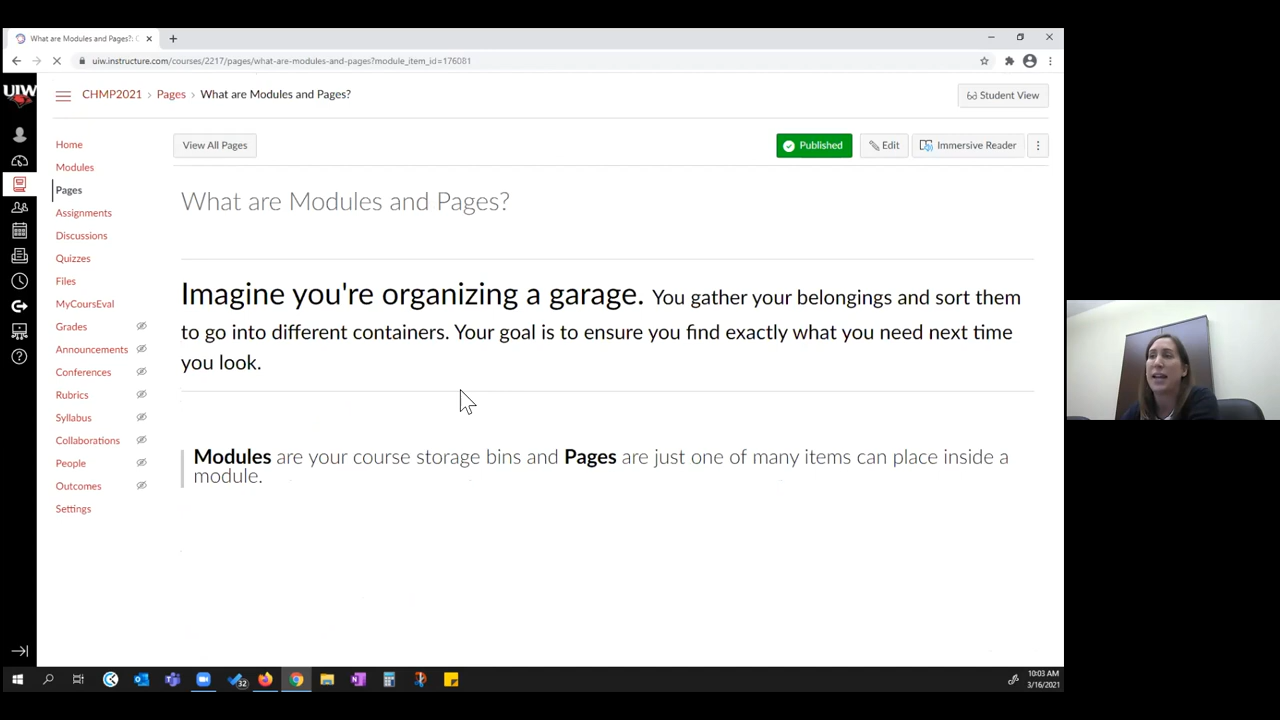 What are Modules and Pages?: C
uiw.instructure.com/courses/2217/pages/what-are-modules-and-pages?module_item_id=176081
UIW
CHMP2021 > Pages > What are Modules and Pages?
Student View
Home
Modules
Pages
Assignments
Discussions
Quizzes
Files
MyCoursEval
Grades
Announcements
Conferences
Rubrics
Syllabus
Collaborations
People
Outcomes
Settings
View All Pages
Published
Edit
Immersive Reader
What are Modules and Pages?
Imagine you're organizing a garage. You gather your belongings and sort them
to go into different containers. Your goal is to ensure you find exactly what you need next time
you look.
Modules are your course storage bins and Pages are just one of many items can place inside a
module.
32
10:03 AM
3/16/2021